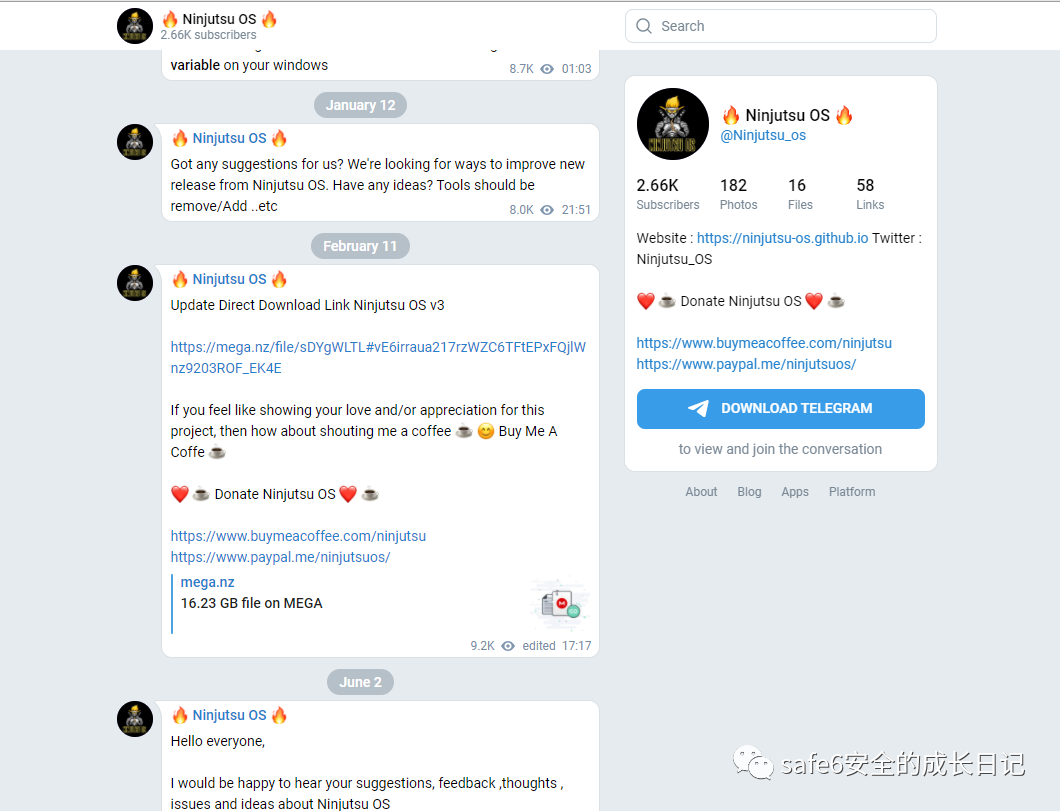 🔥 Ninjutsu OS 🔥
2.66K subscribers
Search
variable on your windows
8.7K 01:03
January 12
🔥 Ninjutsu OS 🔥
Got any suggestions for us? We're looking for ways to improve new
release from Ninjutsu OS. Have any ideas? Tools should be
remove/Add ..etc
8.0K 21:51
February 11
🔥 Ninjutsu OS 🔥
Update Direct Download Link Ninjutsu OS v3
https://mega.nz/file/sDYgWLTL#vE6irraua217rzWZC6TFtEPxFQjlW
nz9203ROF_EK4E
If you feel like showing your love and/or appreciation for this
project, then how about shouting me a coffee ☕ 😊 Buy Me A
Coffe ☕
❤️ ☕ Donate Ninjutsu OS ❤️ ☕
https://www.buymeacoffee.com/ninjutsu
https://www.paypal.me/ninjutsuos/
mega.nz
16.23 GB file on MEGA
9.2K edited 17:17
June 2
🔥 Ninjutsu OS 🔥
Hello everyone,
I would be happy to hear your suggestions, feedback ,thoughts ,
issues and ideas about Ninjutsu OS
🔥 Ninjutsu OS 🔥
@Ninjutsu_os
2.66K 182 16 58
Subscribers Photos Files Links
Website : https://ninjutsu-os.github.io Twitter :
Ninjutsu_OS
❤️ ☕ Donate Ninjutsu OS ❤️ ☕
https://www.buymeacoffee.com/ninjutsu
https://www.paypal.me/ninjutsuos/
DOWNLOAD TELEGRAM
to view and join the conversation
About Blog Apps Platform
NINJUTSU OS
safe6安全的成长日记